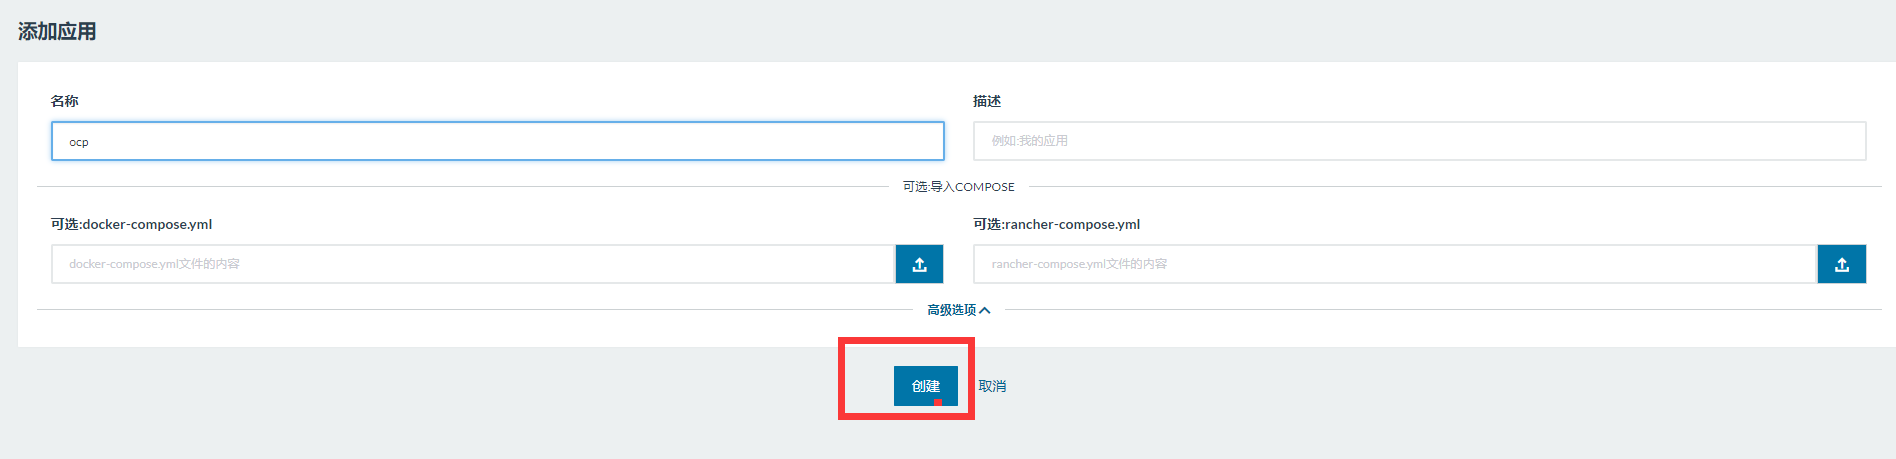 添加应用
名称
描述
ocp
例如:我的应用
可选:导入COMPOSE
可选:docker-compose.yml
可选:rancher-compose.yml
docker-compose.yml文件的内容
rancher-compose.yml文件的内容
高级选项
创建
取消